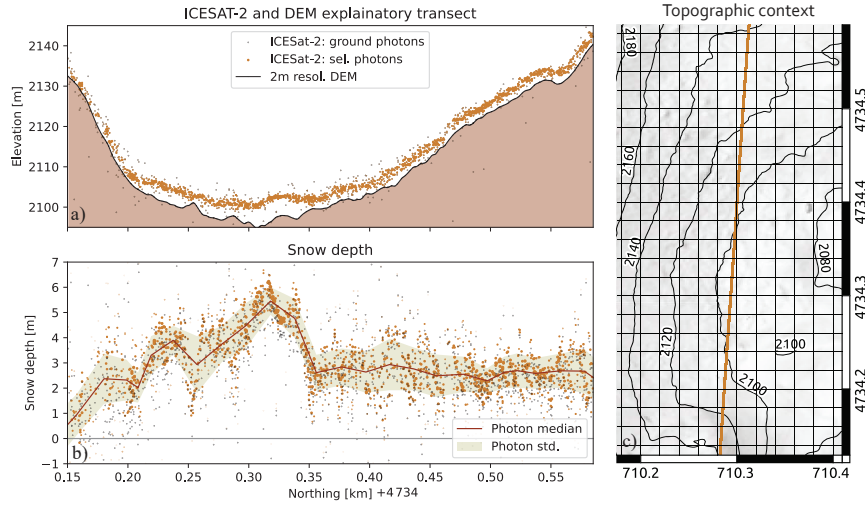 ICESAT-2 and DEM explainatory transect
ICESat-2: ground photons
ICESat-2: sel. photons
2m resol. DEM
Elevation [m]
2140
2130
2120
2110
2100
a)
Snow depth
Snow depth [m]
7
6
5
4
3
2
1
0
−1
Photon median
Photon std.
b)
0.15 0.20 0.25 0.30 0.35 0.40 0.45 0.50 0.55
Northing [km] +4734
Topographic context
2180
2160
2140
2120
2100
2100
2080
4734.5
4734.4
4734.3
4734.2
c)
710.2 710.3 710.4